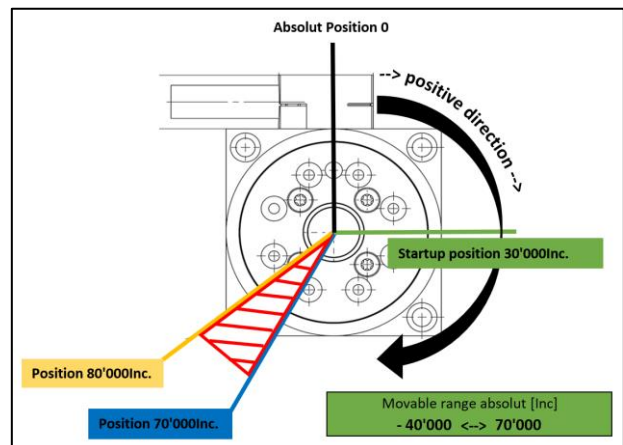 Absolut Position 0
--> positive direction -->
Startup position 30'000Inc.
Position 80'000Inc.
Position 70'000Inc.
Movable range absolut [Inc]
- 40'000 <--> 70'000